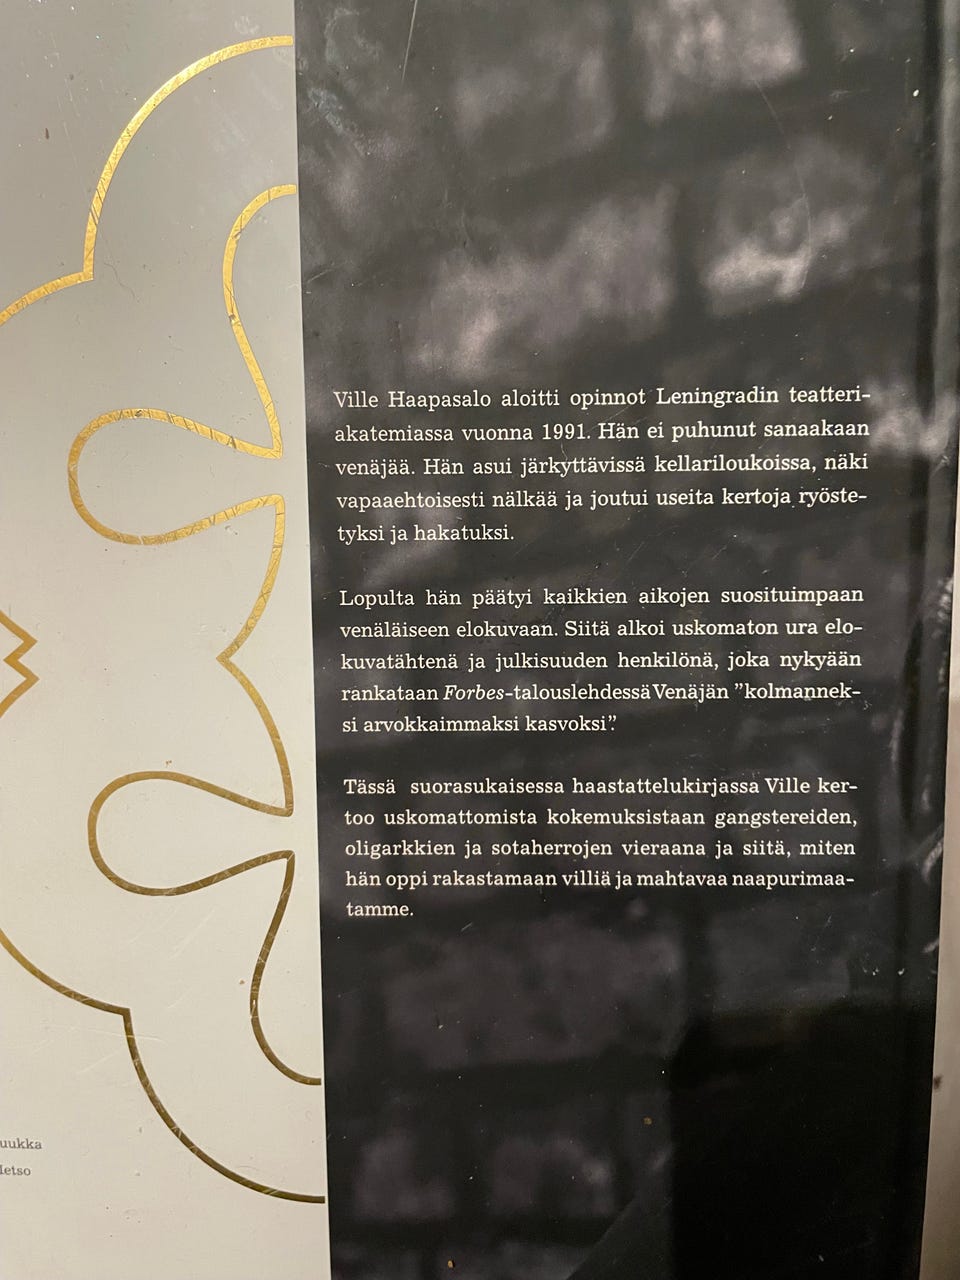 Ville Haapasalo aloitti opinnot Leningradin teatteri-
akatemiassa vuonna 1991. Hän ei puhunut sanaakaan
venäjää. Hän asui järkyttävissä kellariloukoissa, näki
vapaaehtoisesti nälkää ja joutui useita kertoja ryöste-
tyksi ja hakatuksi.
Lopulta hän päätyi kaikkien aikojen suosituimpaan
venäläiseen elokuvaan. Siitä alkoi uskomaton ura elo-
kuvatähtenä ja julkisuuden henkilönä, joka nykyään
rankataan Forbes-talouslehdessä Venäjän ”kolmannek-
si arvokkaimmaksi kasvoksi”.
Tässä suorasukaisessa haastattelukirjassa Ville ker-
too uskomattomista kokemuksistaan gangstereiden,
oligarkkien ja sotaherrojen vieraana ja siitä, miten
hän oppi rakastamaan villiä ja mahtavaa naapurimaa-
tamme.
uukka
etso